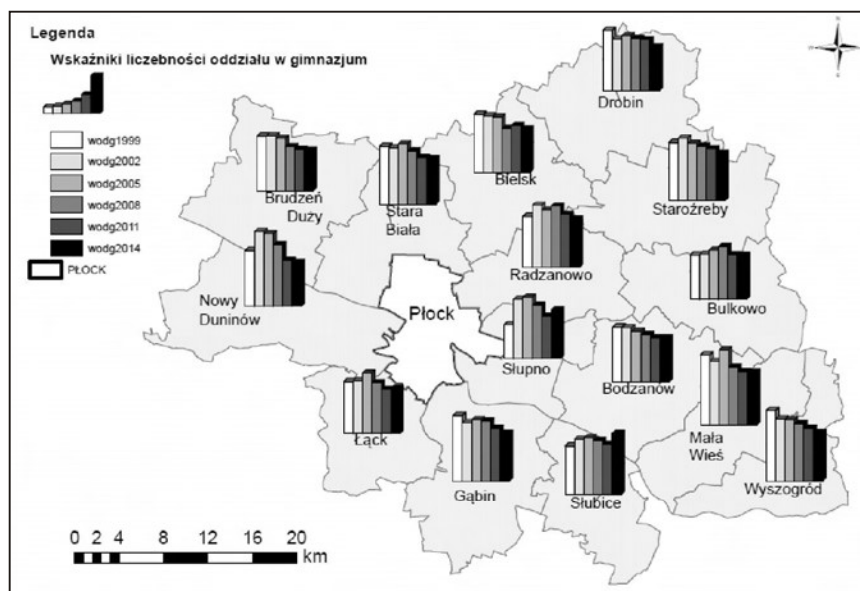 Legenda
Wskaźniki liczebności oddziału w gimnazjum
wodg1999
wodg2002
wodg2005
wodg2008
wodg2011
wodg2014
PŁOCK
Drobin
Bielsk
Brudzeń
Duży
Stara
Biała
Staroźreby
Radzanowo
Nowy
Duninów
Płock
Bulkowo
Słupno
Bodzanów
Mała
Wieś
Łąck
Gąbin
Słubice
Wyszogród
0 2 4 8 12 16 20
km